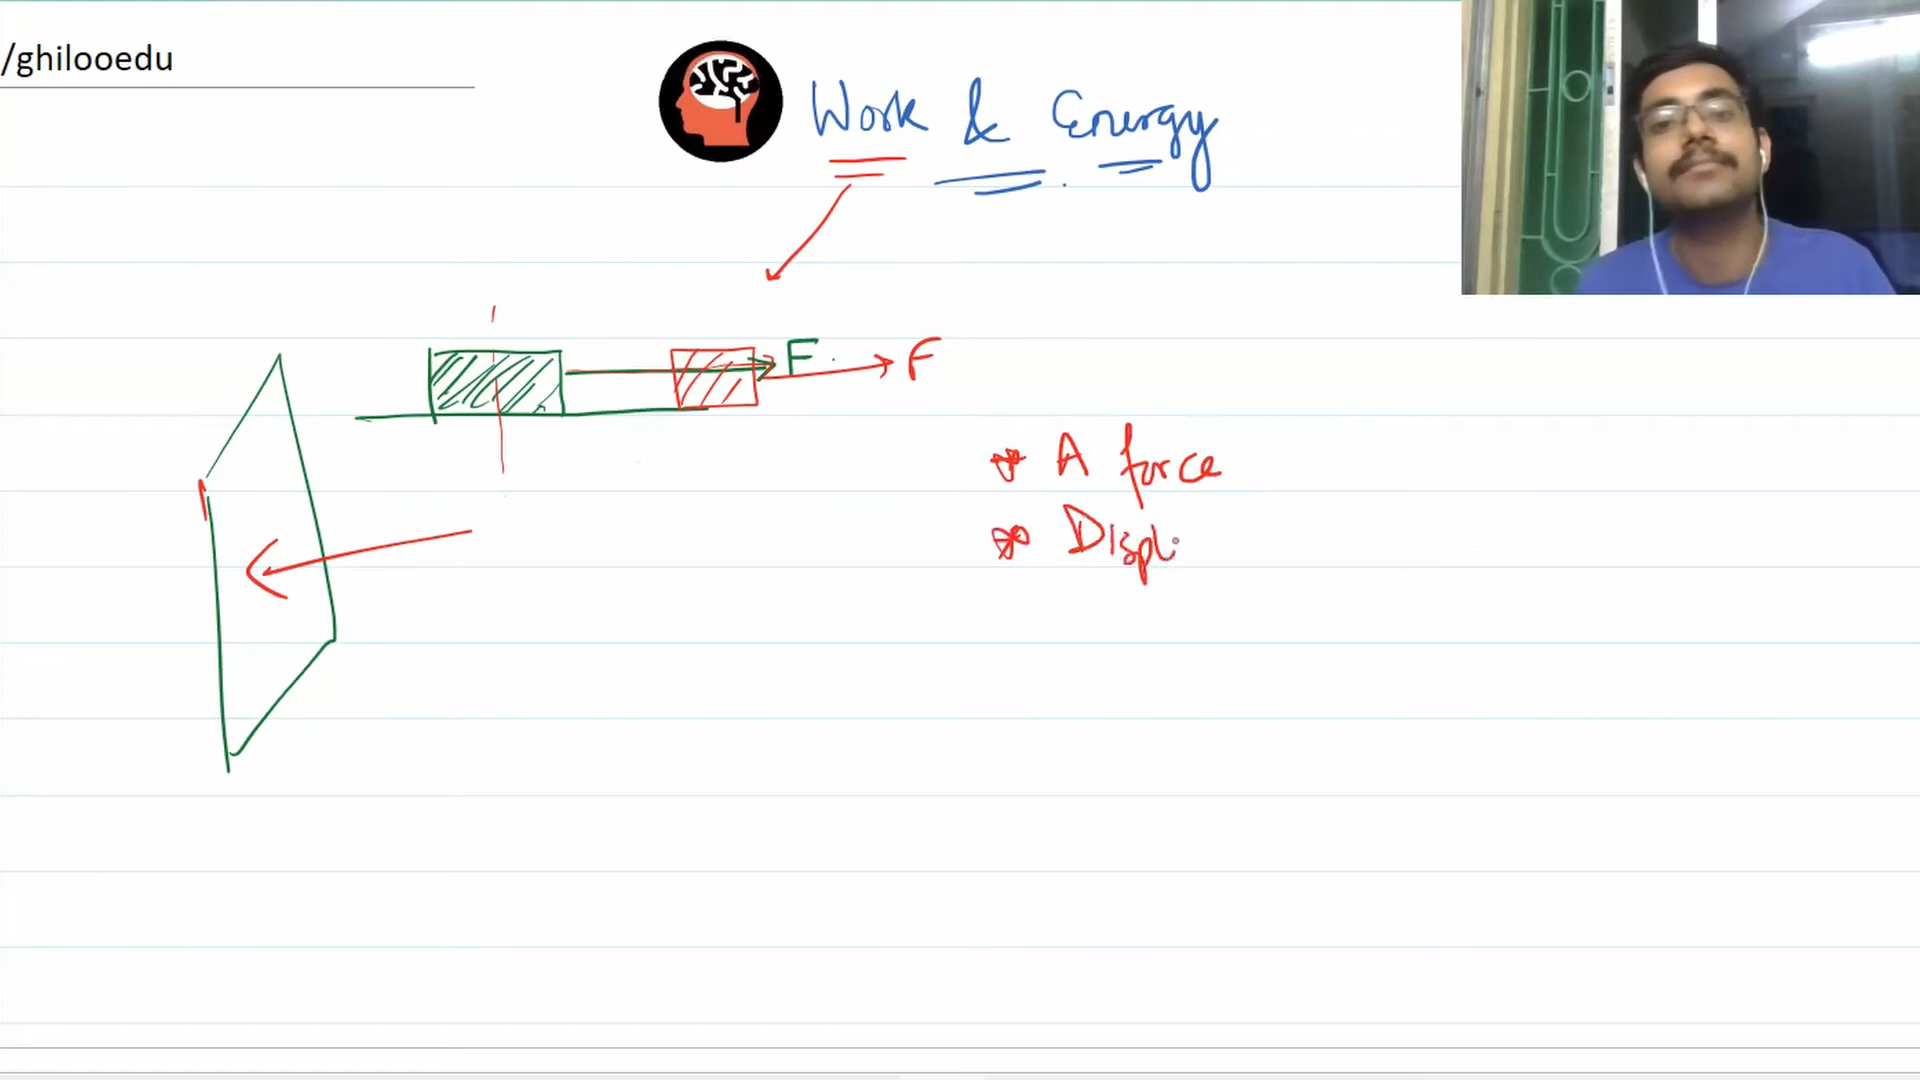 /ghilooedu
Work & Energy
F
F
* A force
* Displ